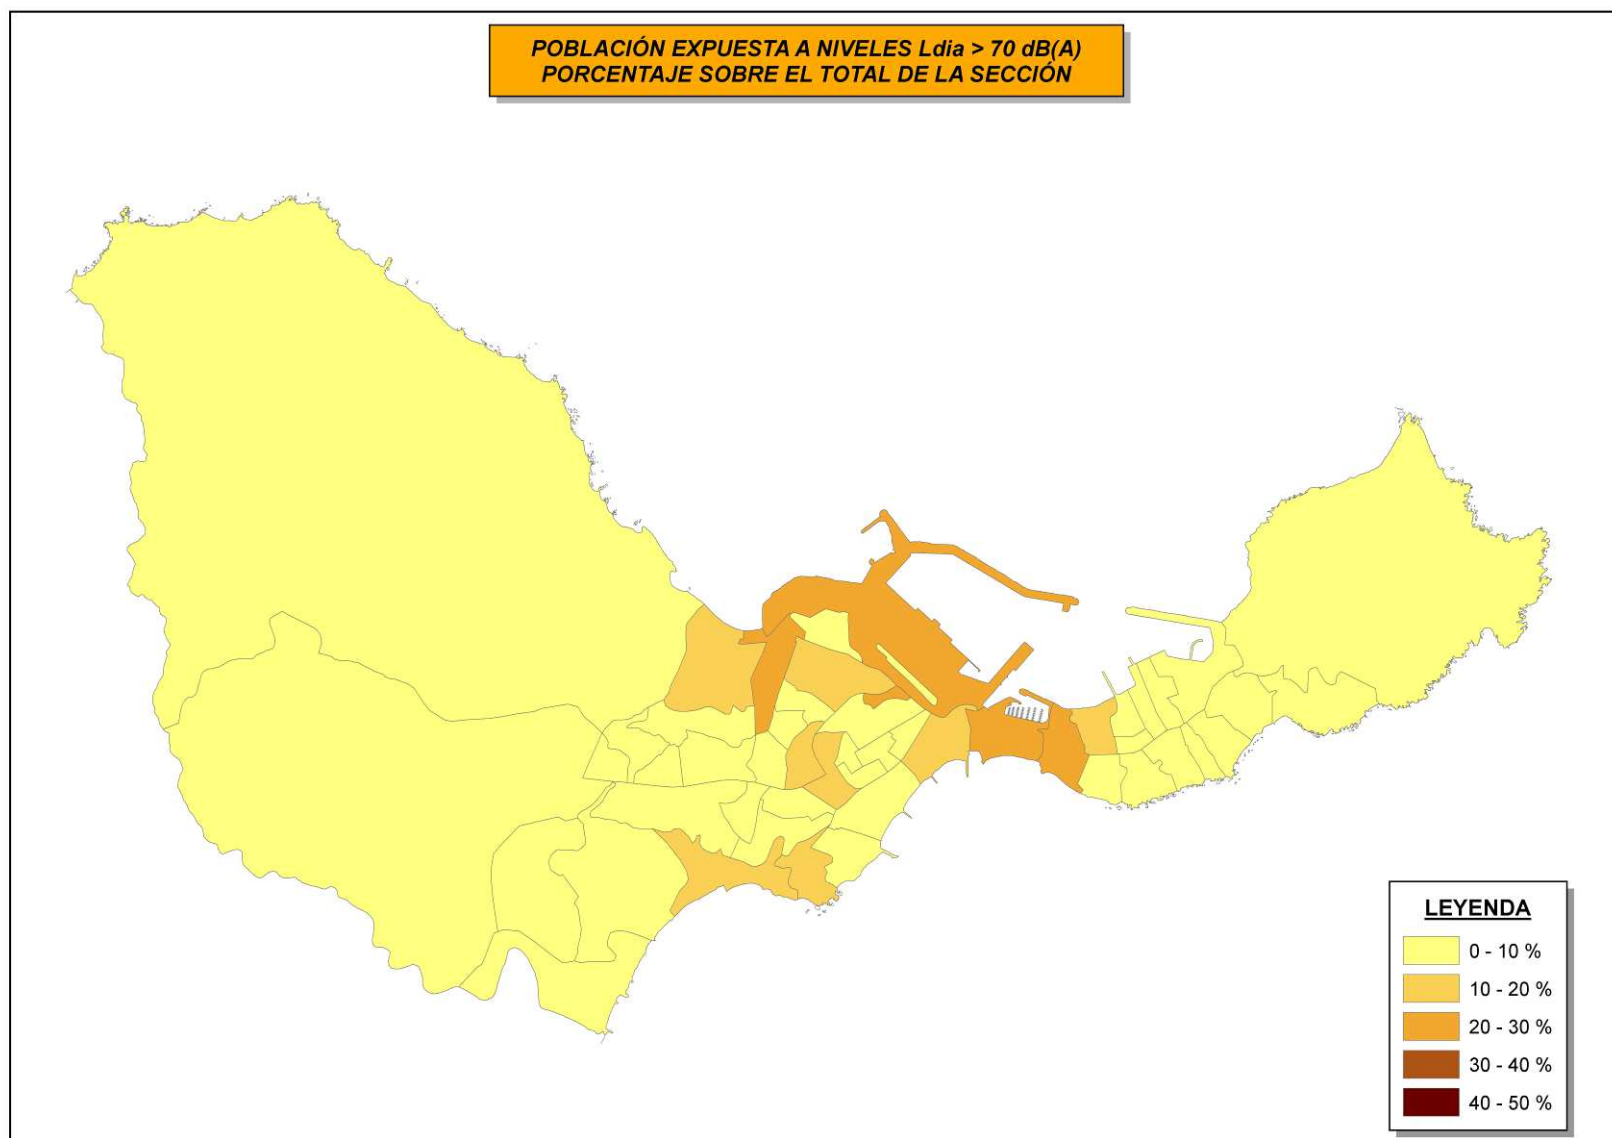 POBLACIÓN EXPUESTA A NIVELES Ldia > 70 dB(A)
PORCENTAJE SOBRE EL TOTAL DE LA SECCIÓN
LEYENDA
0 - 10 %
10 - 20 %
20 - 30 %
30 - 40 %
40 - 50 %